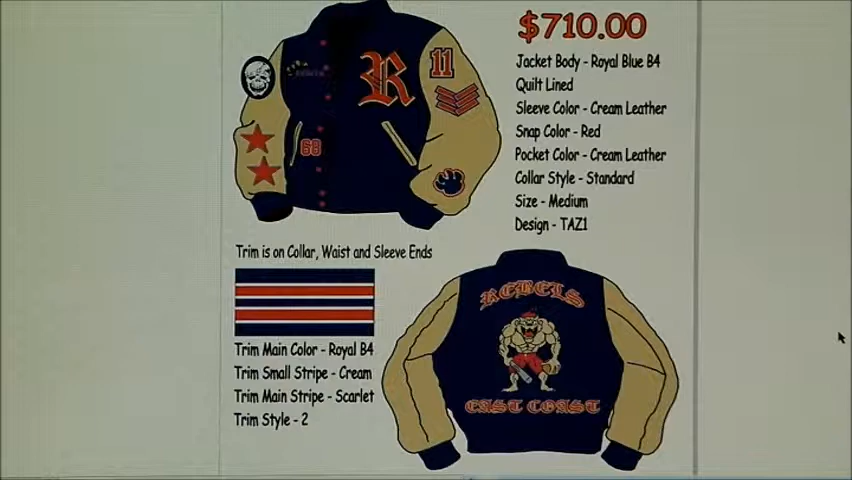 $710.00
Jacket Body - Royal Blue B4
Quilt Lined
Sleeve Color - Cream Leather
Snap Color - Red
Pocket Color - Cream Leather
Collar Style - Standard
Size - Medium
Design - TAZ1
R
11
68
Trim is on Collar, Waist and Sleeve Ends
Trim Main Color - Royal B4
Trim Small Stripe - Cream
Trim Main Stripe - Scarlet
Trim Style - 2
REBELS
EAST COAST